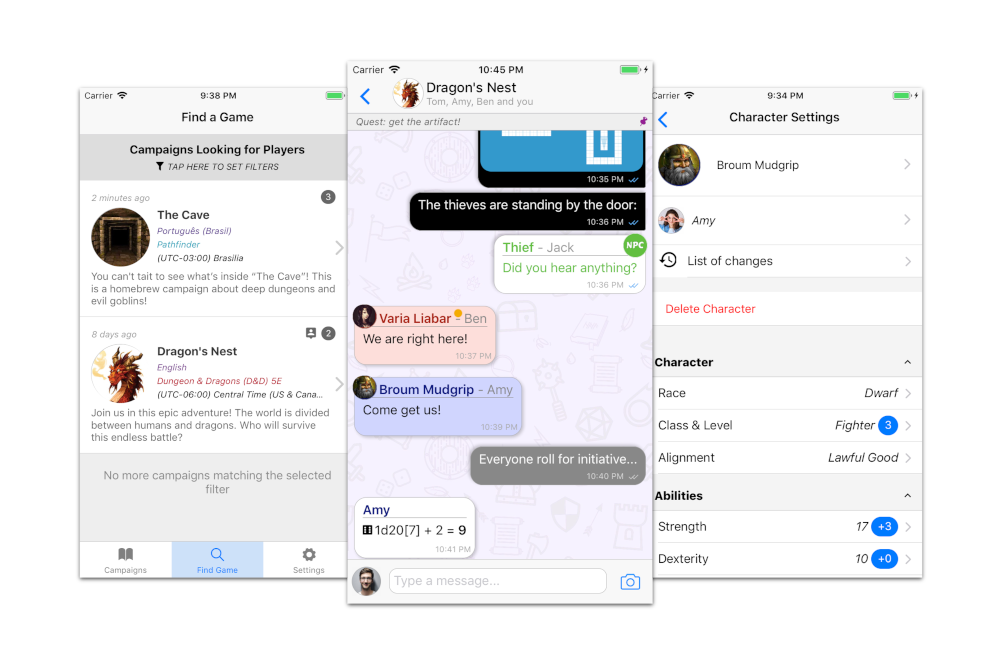 Carrier 9:38 PM
Find a Game
Campaigns Looking for Players
TAP HERE TO SET FILTERS
2 minutes ago 3
The Cave
Português (Brasil)
Pathfinder
(UTC-03:00) Brasilia
You can't tait to see what's inside “The Cave”! This
is a homebrew campaign about deep dungeons and
evil goblins!
8 days ago 2
Dragon's Nest
English
Dungeon & Dragons (D&D) 5E
(UTC-06:00) Central Time (US & Cana...
Join us in this epic adventure! The world is divided
between humans and dragons. Who will survive
this endless battle?
No more campaigns matching the selected
filter
Campaigns Find Game Settings
Carrier 10:45 PM
Dragon's Nest
Tom, Amy, Ben and you
Quest: get the artifact!
10:35 PM
The thieves are standing by the door:
10:36 PM
Thief - Jack NPC
Did you hear anything?
10:36 PM
Varia Liabar - Ben
We are right here!
10:37 PM
Broum Mudgrip - Amy
Come get us!
10:39 PM
Everyone roll for initiative...
10:40 PM
Amy
1d20[7] + 2 = 9
10:41 PM
Type a message...
Carrier 9:34 PM
Character Settings
Broum Mudgrip
Amy
List of changes
Delete Character
Character
Race Dwarf
Class & Level Fighter 3
Alignment Lawful Good
Abilities
Strength 17 +3
Dexterity 10 +0